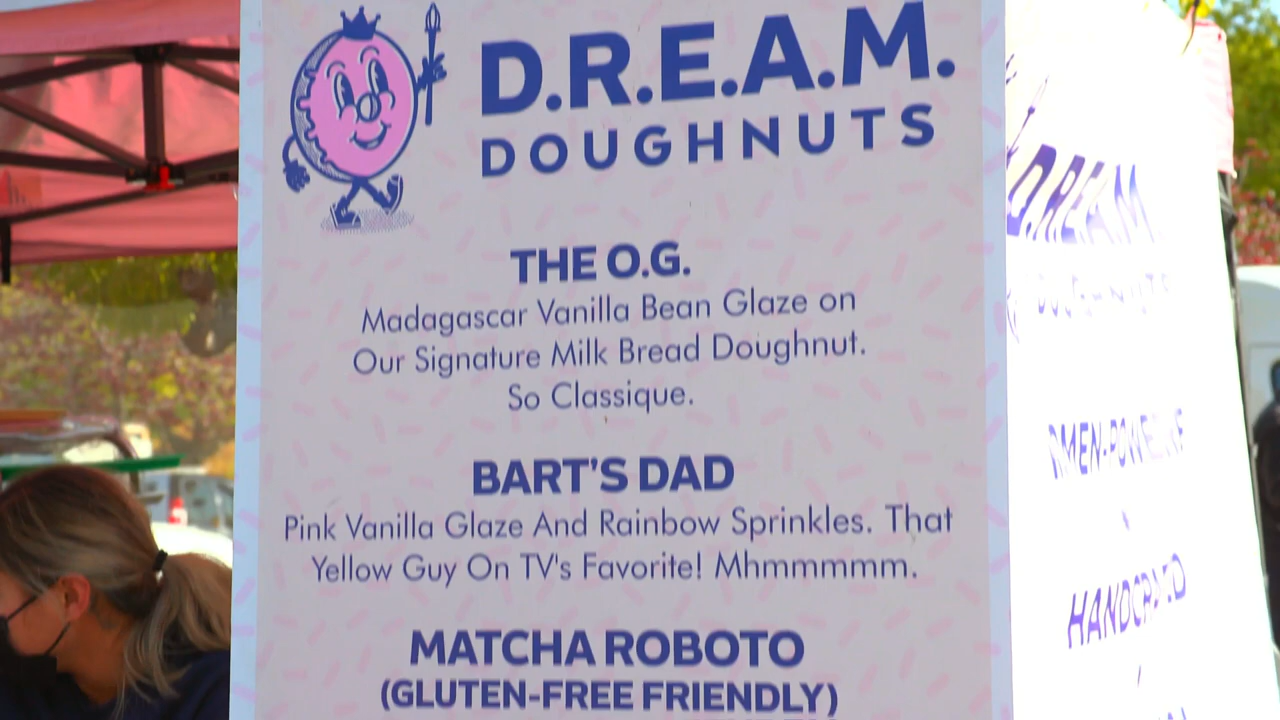 D.R.E.A.M.
DOUGHNUTS
THE O.G.
Madagascar Vanilla Bean Glaze on
Our Signature Milk Bread Doughnut.
So Classique.
BART'S DAD
Pink Vanilla Glaze And Rainbow Sprinkles. That
Yellow Guy On TV's Favorite! Mhmmmmm.
MATCHA ROBOTO
(GLUTEN-FREE FRIENDLY)
D.R.E.A.M